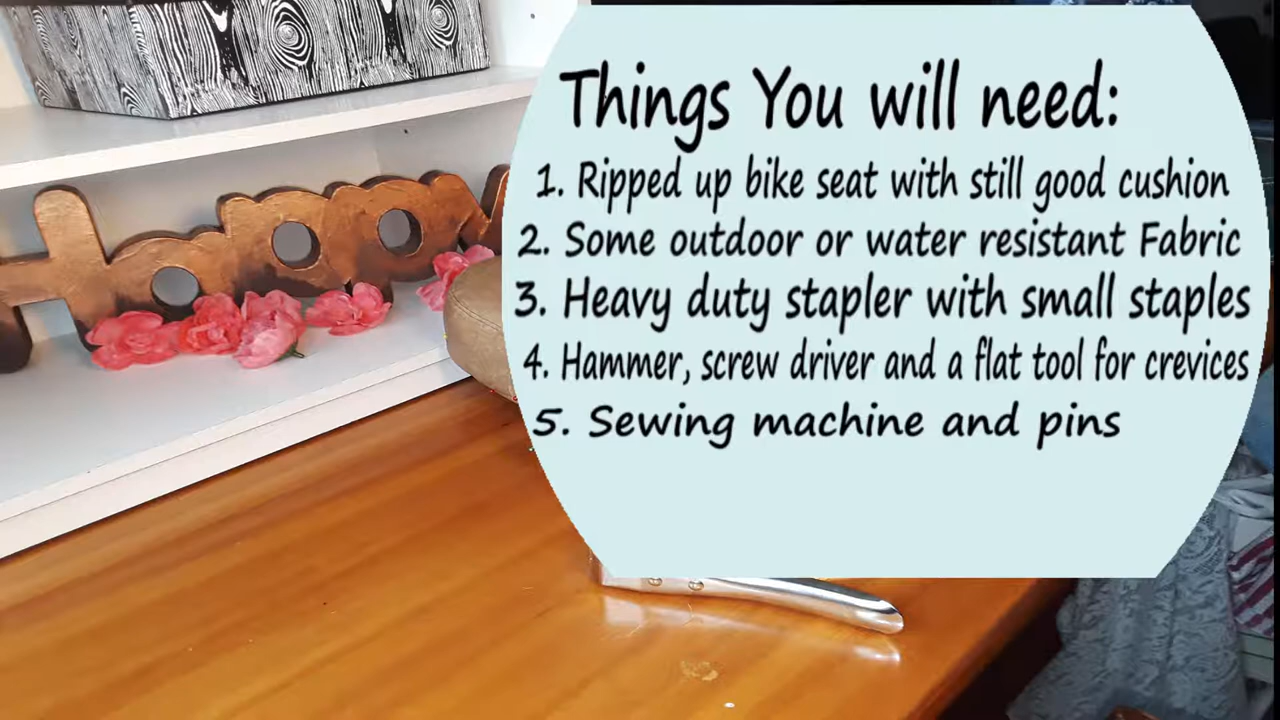 Things You will need:
1. Ripped up bike seat with still good cushion
2. Some outdoor or water resistant Fabric
3. Heavy duty stapler with small staples
4. Hammer, screw driver and a flat tool for crevices
5. Sewing machine and pins
happy